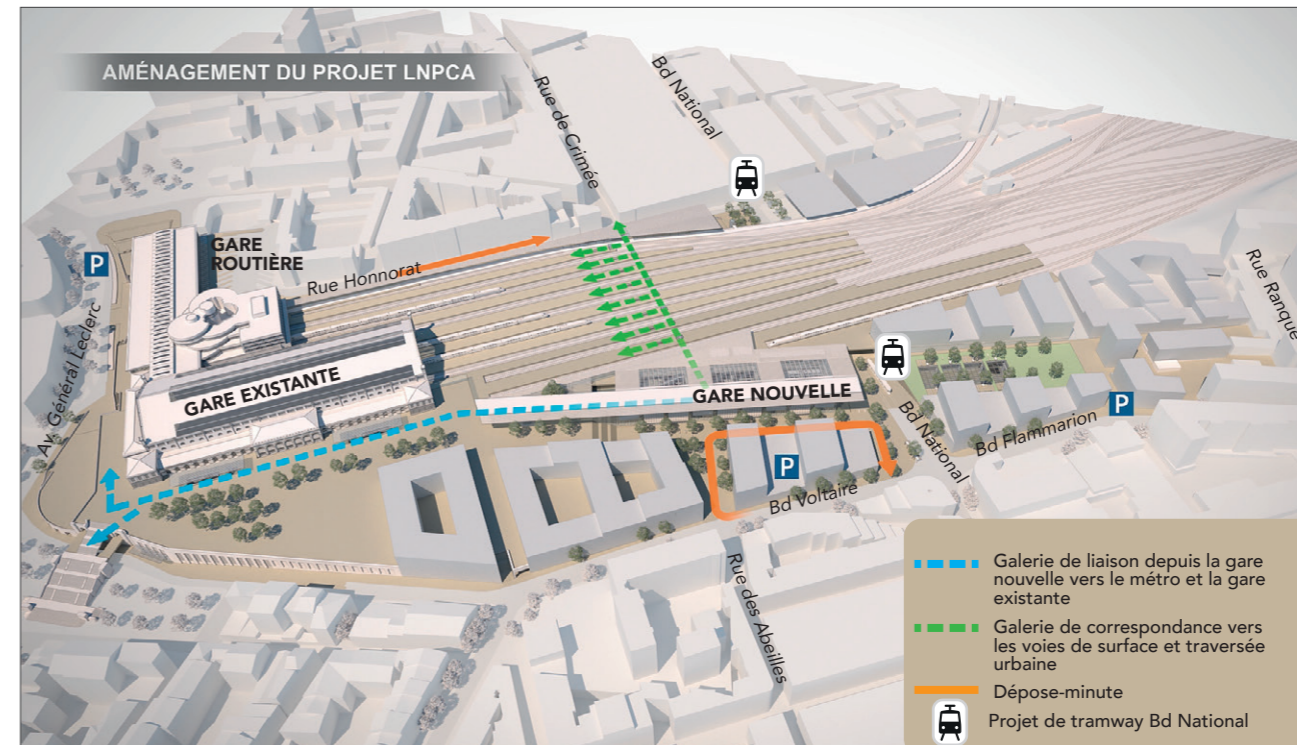 AMÉNAGEMENT DU PROJET LNPCA
Rue de Crimée
Bd National
P
GARE
ROUTIÈRE
Rue Honnorat
Av. Général Leclerc
GARE EXISTANTE
GARE NOUVELLE
Rue Ranque
P
Bd National
Bd Flammarion
P
Bd Voltaire
Rue des Abeilles
Galerie de liaison depuis la gare
nouvelle vers le métro et la gare
existante
Galerie de correspondance vers
les voies de surface et traversée
urbaine
Dépose-minute
Projet de tramway Bd National